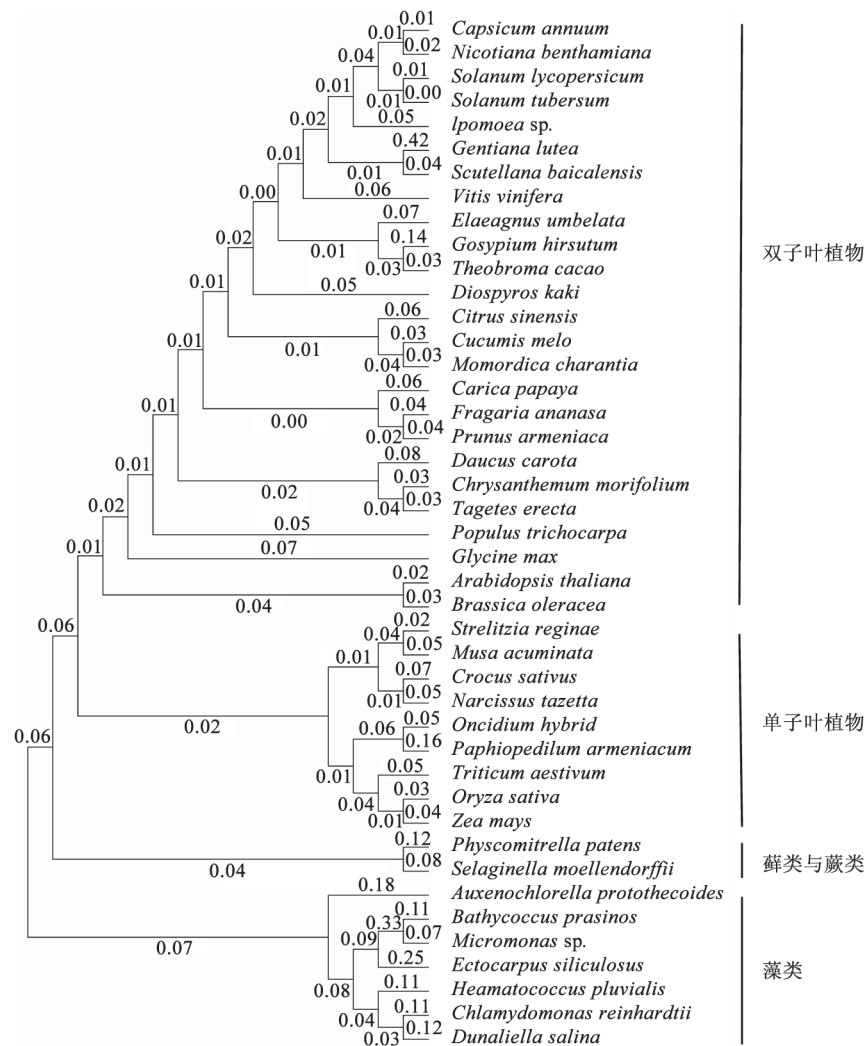 0.01
Capsicum annuum
0.01
0.02
Nicotiana benthamiana
0.04
0.01
Solanum lycopersicum
0.01
0.00
0.01
Solanum tubersum
0.05
lpomoea sp.
0.02
0.42
Gentiana lutea
0.04
0.01
Scutellana baicalensis
0.01
0.06
Vitis vinifera
0.00
0.07
Elaeagnus umbelata
0.02
0.14
Gosypium hirsutum
0.01
0.03
0.03
Theobroma cacao
双子叶植物
0.01
0.05
Diospyros kaki
0.06
Citrus sinensis
0.01
0.03
Cucumis melo
0.01
0.03
0.04
Momordica charantia
0.06
Carica papaya
0.01
0.04
Fragaria ananasa
0.00
0.04
0.02
Prunus armeniaca
0.01
0.08
Daucus carota
0.03
Chrysanthemum morifolium
0.02
0.03
0.02
0.04
Tagetes erecta
0.05
Populus trichocarpa
0.01
0.07
Glycine max
0.02
Arabidopsis thaliana
0.04
0.03
Brassica oleracea
0.06
0.02
Strelitzia reginae
0.04
0.05
Musa acuminata
0.01
0.07
Crocus sativus
0.05
0.01
Narcissus tazetta
0.02
0.05
Oncidium hybrid
单子叶植物
0.06
0.06
0.16
Paphiopedilum armeniacum
0.01
0.05
Triticum aestivum
0.03
Oryza sativa
0.04
0.04
0.01
Zea mays
0.12
Physcomitrella patens
0.04
0.08
Selaginella moellendorffii
藓类与蕨类
0.18
Auxenochlorella protothecoides
0.11
Bathycoccus prasinos
0.33
0.07
0.07
0.09
Micromonas sp.
0.25
Ectocarpus siliculosus
藻类
0.08
0.11
Heamatococcus pluvialis
0.11
Chlamydomonas reinhardtii
0.04
0.12
0.03
Dunaliella salina